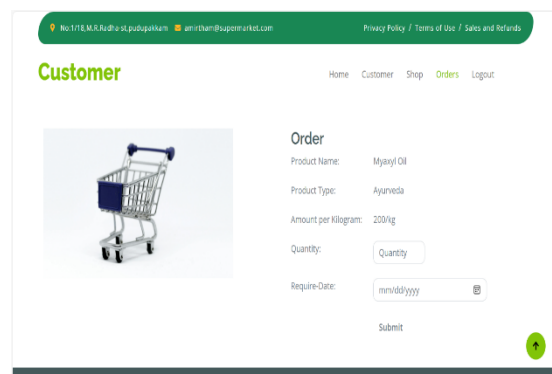 No:1/18,M.R.Radha-st,pudupakkam amirtham@supermarket.com Privacy Policy / Terms of Use / Sales and Refunds
Customer
Home Customer Shop Orders Logout
Order
Product Name: Myaxyl Oil
Product Type: Ayurveda
Amount per Kilogram: 200/kg
Quantity: Quantity
Require-Date: mm/dd/yyyy
Submit